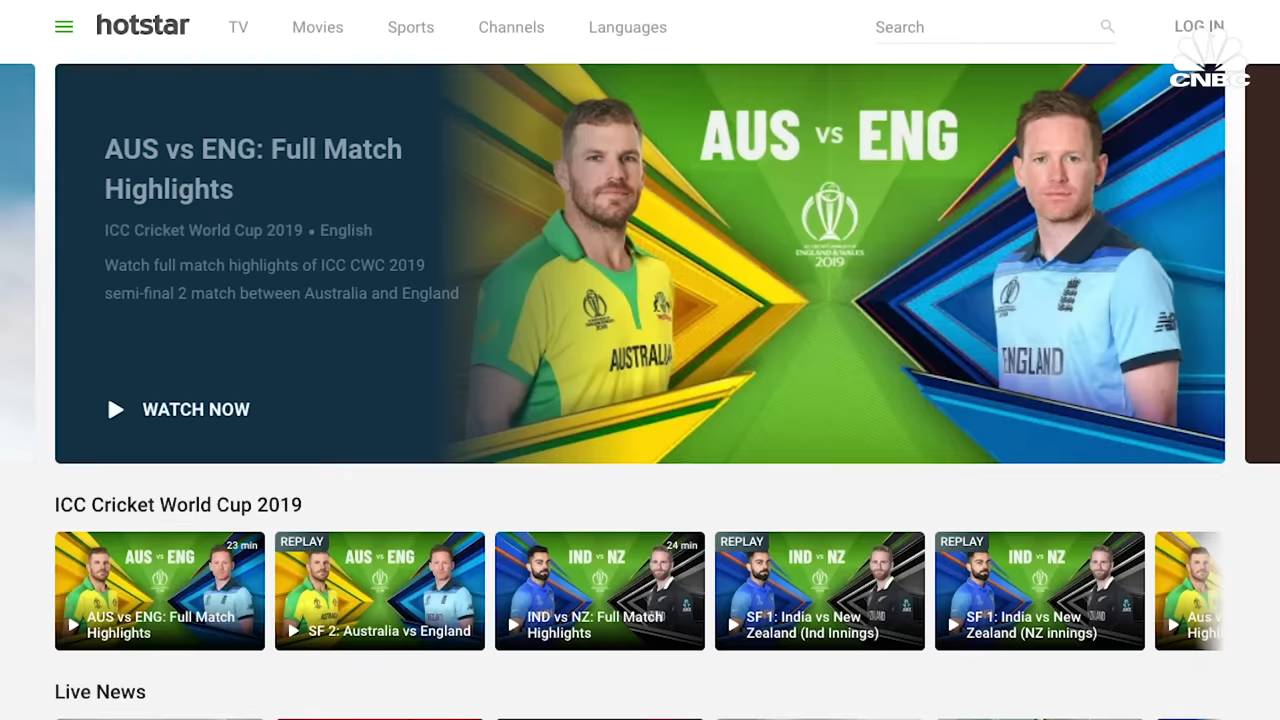 hotstar
TV
Movies
Sports
Channels
Languages
Search
LOG IN
CNBC
AUS vs ENG: Full Match
Highlights
ICC Cricket World Cup 2019 • English
Watch full match highlights of ICC CWC 2019
semi-final 2 match between Australia and England
WATCH NOW
AUS VS ENG
ENGLAND & WALES
2019
AUSTRALIA
ENGLAND
ICC Cricket World Cup 2019
23 min
AUS VS ENG
AUS vs ENG: Full Match
Highlights
REPLAY
AUS VS ENG
SF 2: Australia vs England
24 min
IND VS NZ
IND vs NZ: Full Match
Highlights
REPLAY
IND VS NZ
SF 1: India vs New
Zealand (Ind Innings)
REPLAY
IND VS NZ
SF 1: India vs New
Zealand (NZ innings)
Aus v
Highl
Live News